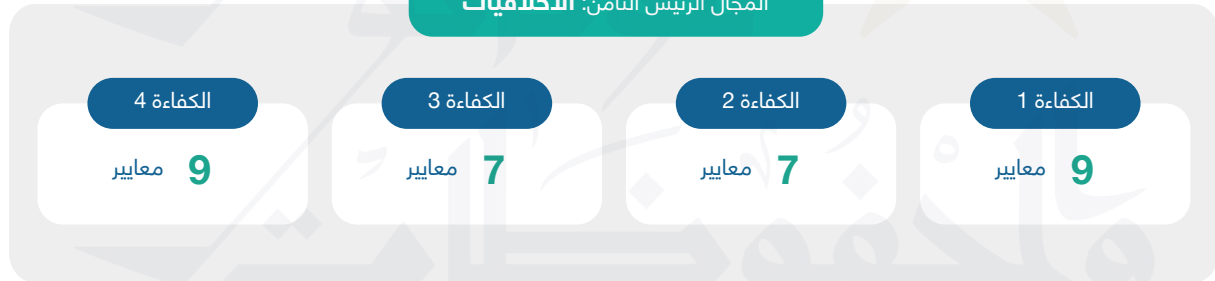 المجال الرئيس الثامن: الأخلاقيات
الكفاءة 1
الكفاءة 2
الكفاءة 3
الكفاءة 4
9 معايير
7 معايير
7 معايير
9 معايير